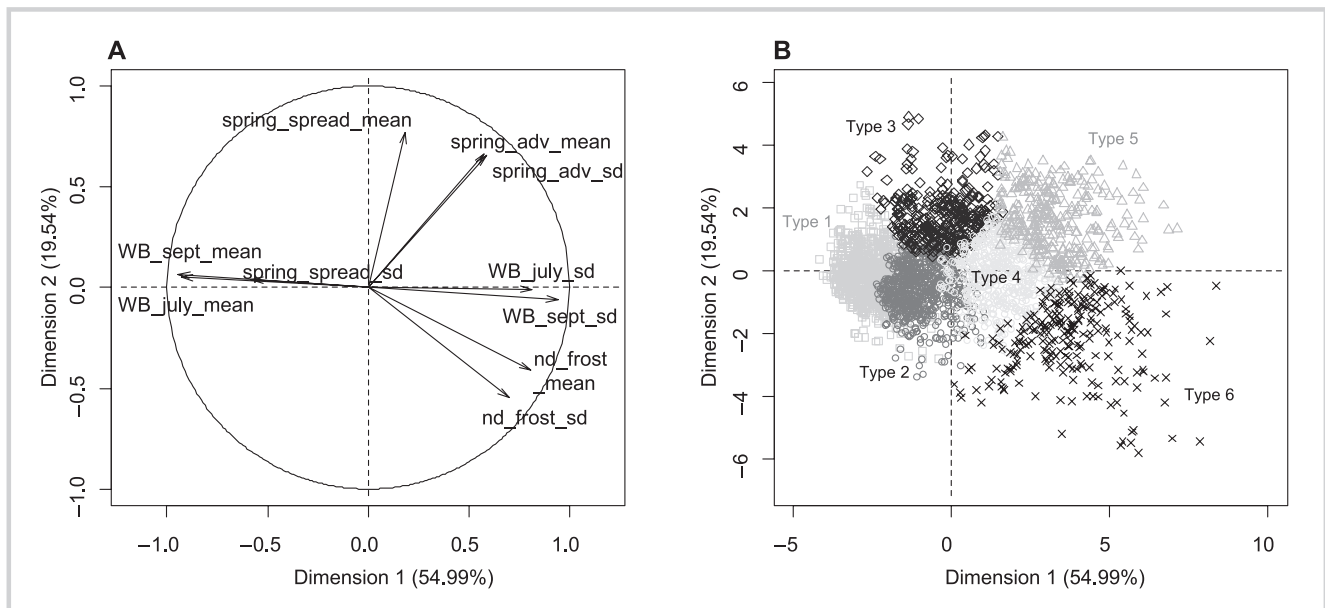 A
1.0
0.5
0.0
–0.5
–1.0
Dimension 2 (19.54%)
spring_spread_mean
spring_adv_mean
spring_adv_sd
WB_sept_mean
spring_spread_sd
WB_july_sd
WB_july_mean
WB_sept_sd
nd_frost
_mean
nd_frost_sd
–1.0
–0.5
0.0
0.5
1.0
Dimension 1 (54.99%)
B
6
4
2
0
–2
–4
–6
Dimension 2 (19.54%)
Type 3
Type 5
Type 1
Type 4
Type 2
Type 6
–5
0
5
10
Dimension 1 (54.99%)